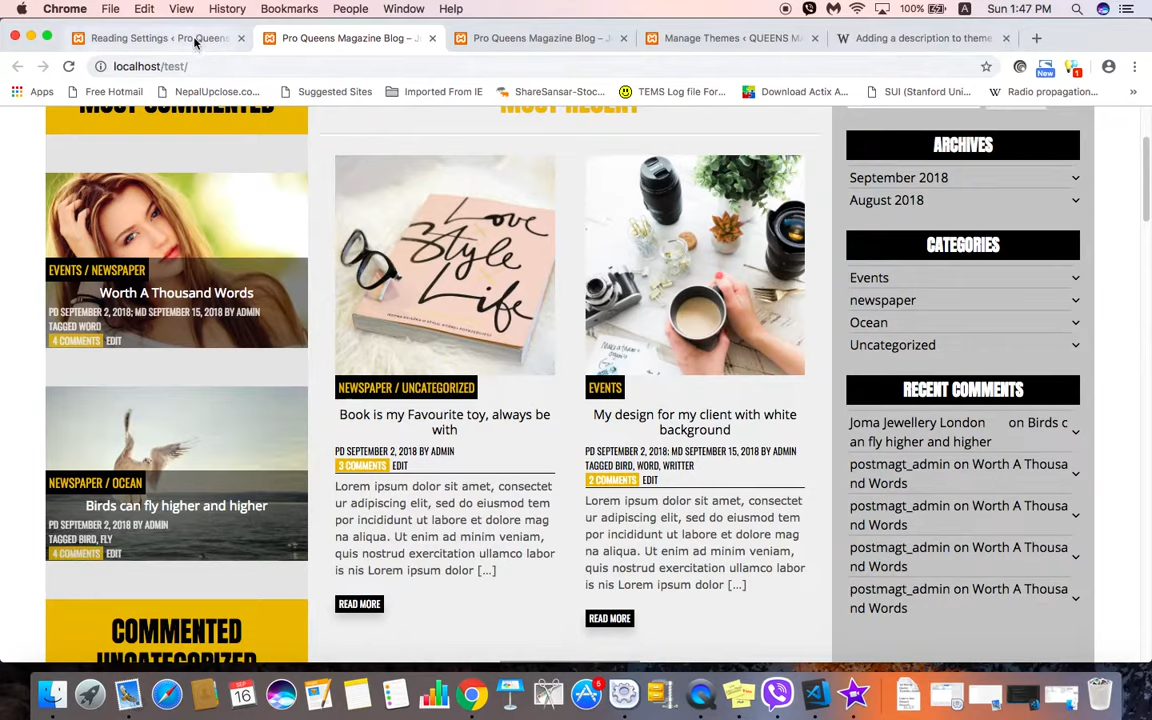 Chrome File Edit View History Bookmarks People Window Help 100% Sun 1:47 PM
Reading Settings ‹ Pro Queens
Pro Queens Magazine Blog –
Pro Queens Magazine Blog –
Manage Themes ‹ QUEENS M
Adding a description to theme
localhost/test/
New
1
Apps Free Hotmail NepalUpclose.co... Suggested Sites Imported From IE ShareSansar-Stoc... TEMS Log file For... Download Actix A... SUI (Stanford Uni... Radio propagation... »
MOST COMMENTED
EVENTS / NEWSPAPER
Worth A Thousand Words
PD SEPTEMBER 2, 2018; MD SEPTEMBER 15, 2018 BY ADMIN
TAGGED WORD
4 COMMENTS EDIT
NEWSPAPER / OCEAN
Birds can fly higher and higher
PD SEPTEMBER 2, 2018 BY ADMIN
TAGGED BIRD, FLY
4 COMMENTS EDIT
COMMENTED
UNCATEGORIZED
MOST RECENT
Love
Style
Life
NEWSPAPER / UNCATEGORIZED
Book is my Favourite toy, always be
with
PD SEPTEMBER 2, 2018 BY ADMIN
3 COMMENTS EDIT
Lorem ipsum dolor sit amet, consectet
ur adipiscing elit, sed do eiusmod tem
por incididunt ut labore et dolore mag
na aliqua. Ut enim ad minim veniam,
quis nostrud exercitation ullamco labor
is nis Lorem ipsum dolor […]
READ MORE
EVENTS
My design for my client with white
background
PD SEPTEMBER 2, 2018; MD SEPTEMBER 15, 2018 BY ADMIN
TAGGED BIRD, WORD, WRITTER
2 COMMENTS EDIT
Lorem ipsum dolor sit amet, consectet
ur adipiscing elit, sed do eiusmod tem
por incididunt ut labore et dolore mag
na aliqua. Ut enim ad minim veniam,
quis nostrud exercitation ullamco labor
is nis Lorem ipsum dolor […]
READ MORE
ARCHIVES
September 2018
August 2018
CATEGORIES
Events
newspaper
Ocean
Uncategorized
RECENT COMMENTS
Joma Jewellery London on Birds c
an fly higher and higher
postmagt_admin on Worth A Thousa
nd Words
postmagt_admin on Worth A Thousa
nd Words
postmagt_admin on Worth A Thousa
nd Words
postmagt_admin on Worth A Thousa
nd Words